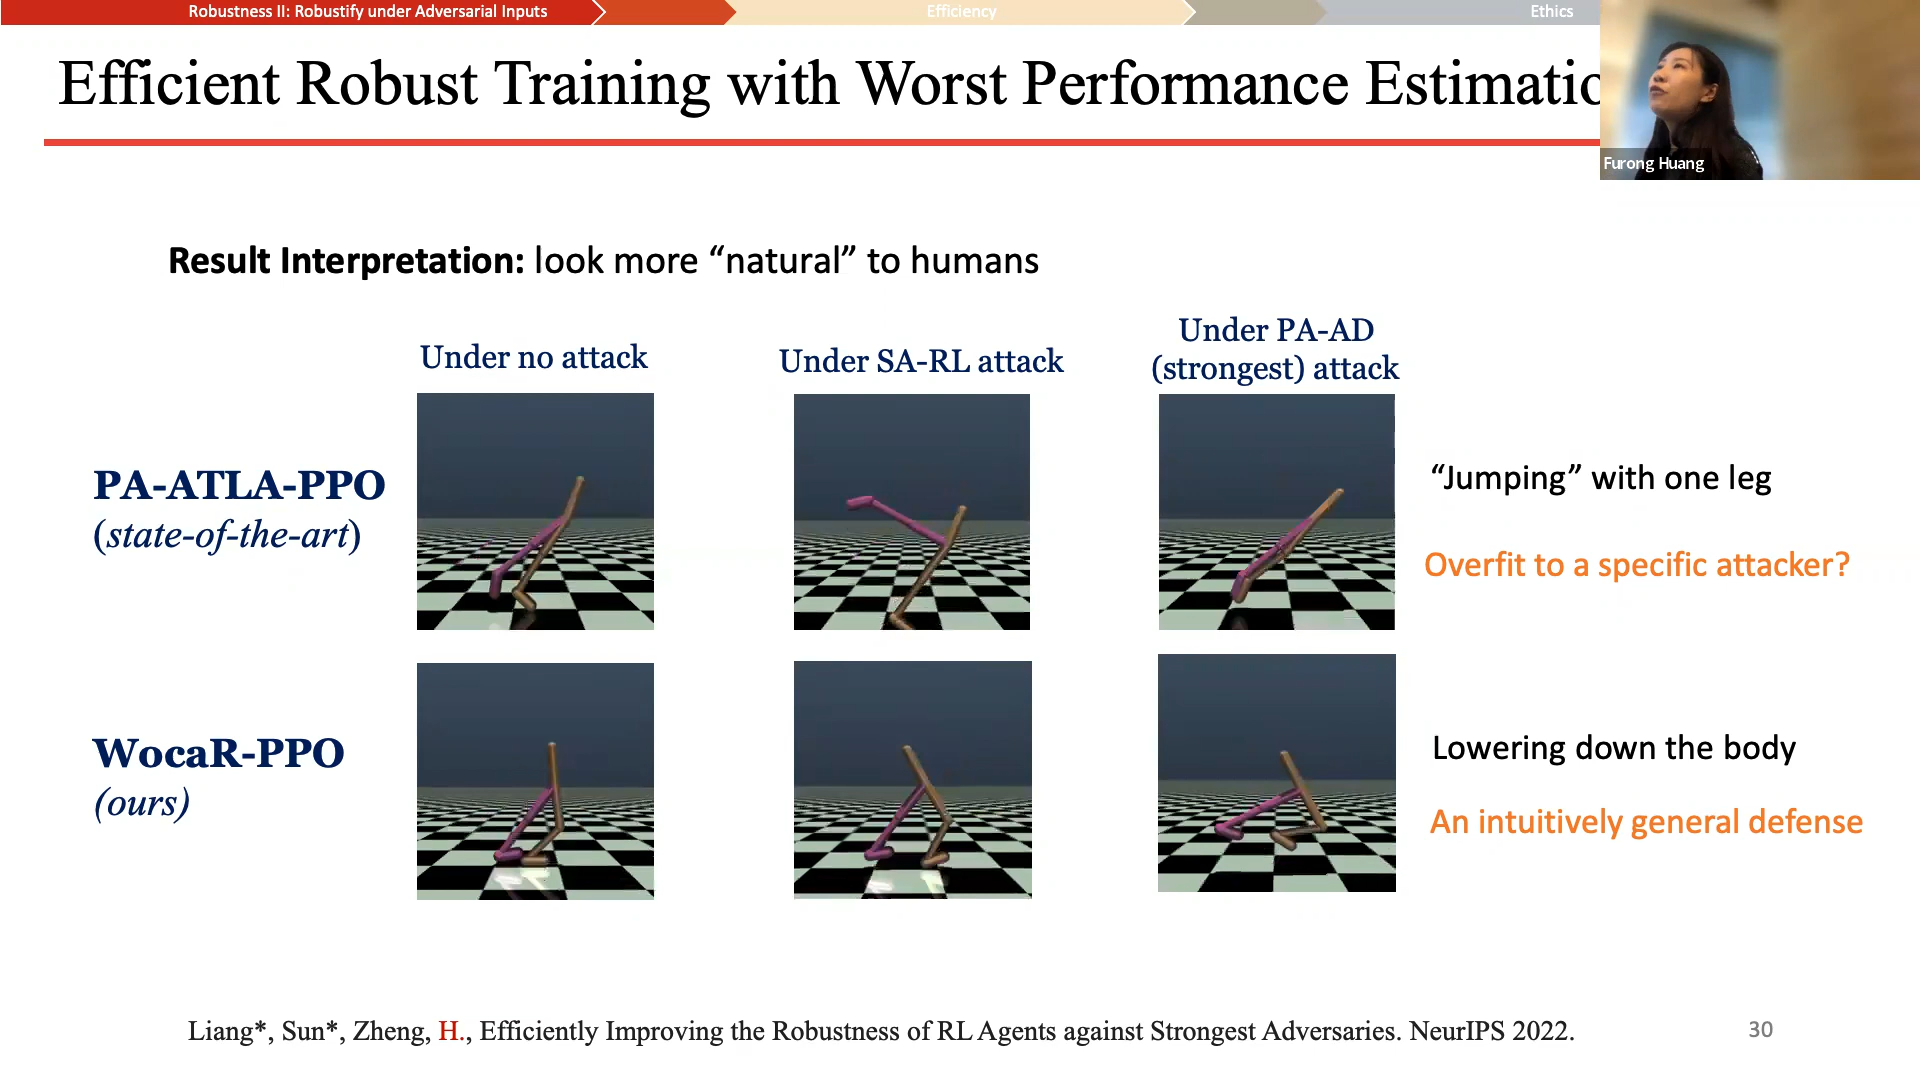 Robustness II: Robustify under Adversarial Inputs
Efficiency
Ethics
Efficient Robust Training with Worst Performance Estimatio
Furong Huang
Result Interpretation: look more “natural” to humans
Under no attack
Under SA-RL attack
Under PA-AD
(strongest) attack
PA-ATLA-PPO
(state-of-the-art)
“Jumping” with one leg
Overfit to a specific attacker?
WocaR-PPO
(ours)
Lowering down the body
An intuitively general defense
Liang*, Sun*, Zheng, H., Efficiently Improving the Robustness of RL Agents against Strongest Adversaries. NeurIPS 2022.
30